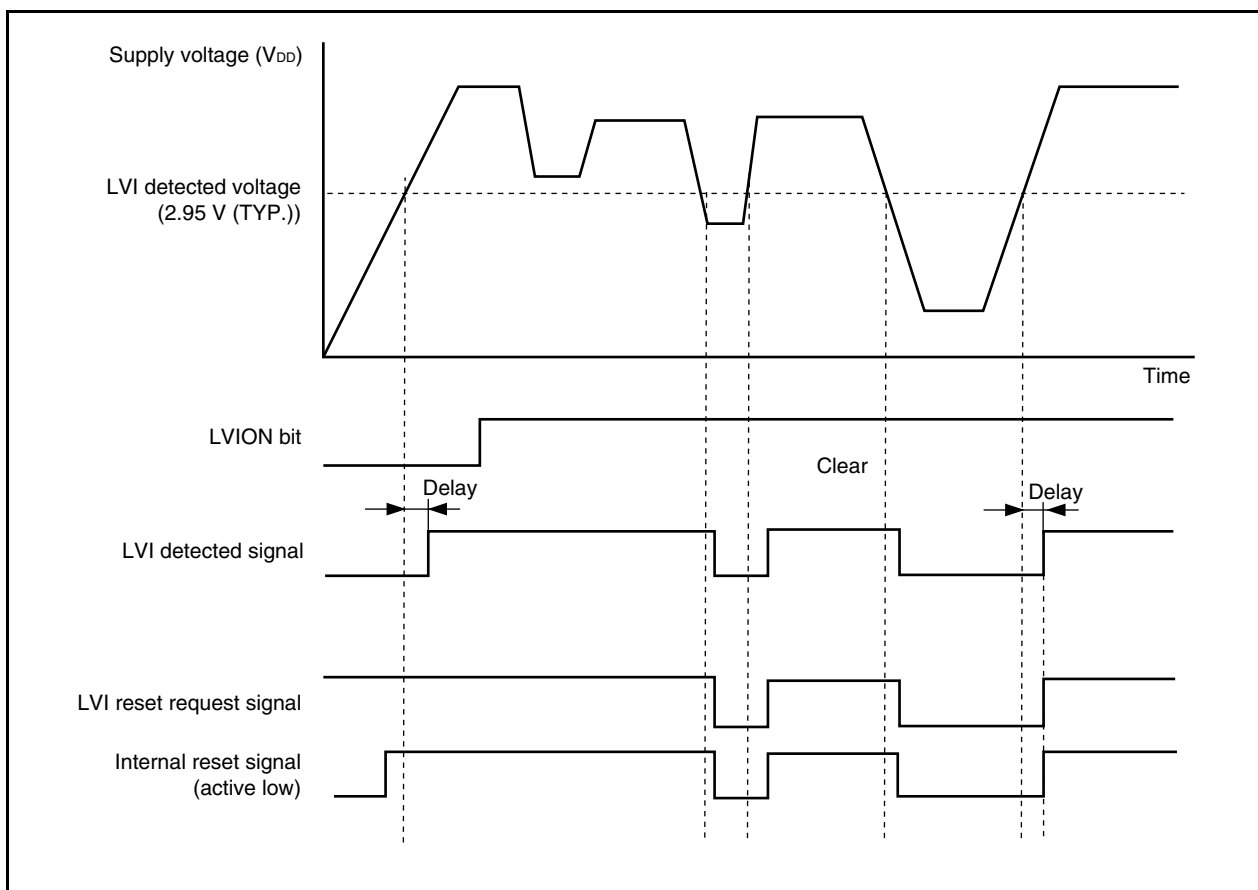 Supply voltage (VDD)
LVI detected voltage
(2.95 V (TYP.))
Time
LVION bit
Clear
Delay
Delay
LVI detected signal
LVI reset request signal
Internal reset signal
(active low)